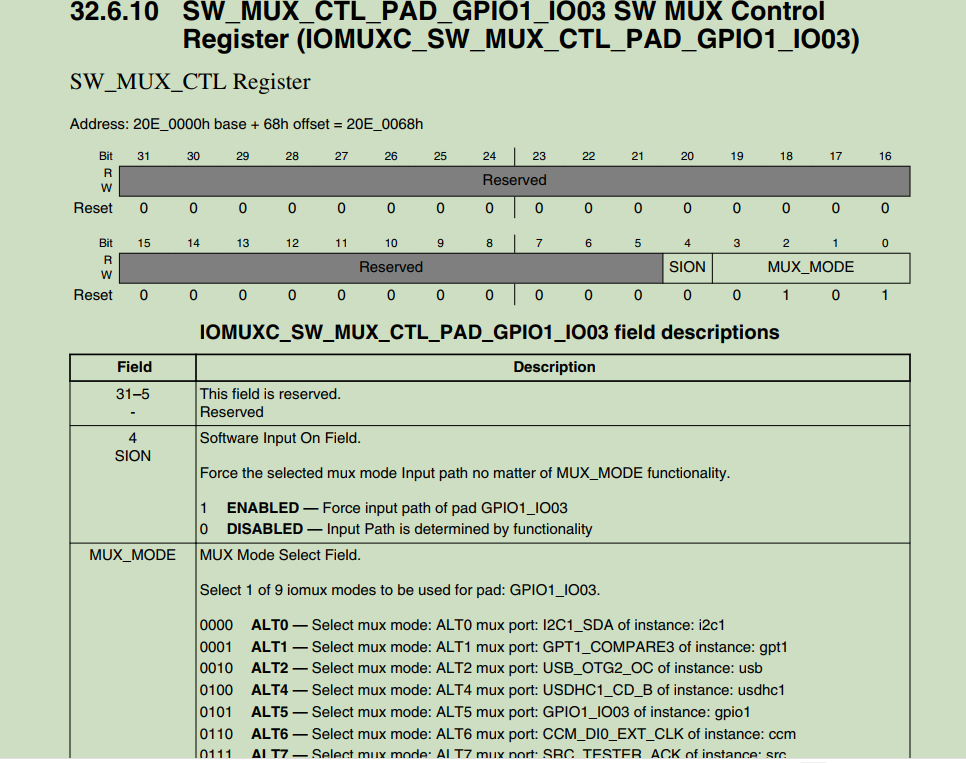 32.6.10 SW_MUX_CTL_PAD_GPIO1_IO03 SW MUX Control
Register (IOMUXC_SW_MUX_CTL_PAD_GPIO1_IO03)
SW_MUX_CTL Register
Address: 20E_0000h base + 68h offset = 20E_0068h
Bit 31 30 29 28 27 26 25 24 23 22 21 20 19 18 17 16
R
Reserved
W
Reset 0 0 0 0 0 0 0 0 0 0 0 0 0 0 0 0
Bit 15 14 13 12 11 10 9 8 7 6 5 4 3 2 1 0
R
Reserved SION MUX_MODE
W
Reset 0 0 0 0 0 0 0 0 0 0 0 0 0 1 0 1
IOMUXC_SW_MUX_CTL_PAD_GPIO1_IO03 field descriptions
Field Description
31–5 This field is reserved.
- Reserved
4 Software Input On Field.
SION
Force the selected mux mode Input path no matter of MUX_MODE functionality.
1 ENABLED — Force input path of pad GPIO1_IO03
0 DISABLED — Input Path is determined by functionality
MUX_MODE MUX Mode Select Field.
Select 1 of 9 iomux modes to be used for pad: GPIO1_IO03.
0000 ALT0 — Select mux mode: ALT0 mux port: I2C1_SDA of instance: i2c1
0001 ALT1 — Select mux mode: ALT1 mux port: GPT1_COMPARE3 of instance: gpt1
0010 ALT2 — Select mux mode: ALT2 mux port: USB_OTG2_OC of instance: usb
0100 ALT4 — Select mux mode: ALT4 mux port: USDHC1_CD_B of instance: usdhc1
0101 ALT5 — Select mux mode: ALT5 mux port: GPIO1_IO03 of instance: gpio1
0110 ALT6 — Select mux mode: ALT6 mux port: CCM_DI0_EXT_CLK of instance: ccm
0111 ALT7 — Select mux mode: ALT7 mux port: SRC_TESTER_ACK of instance: src